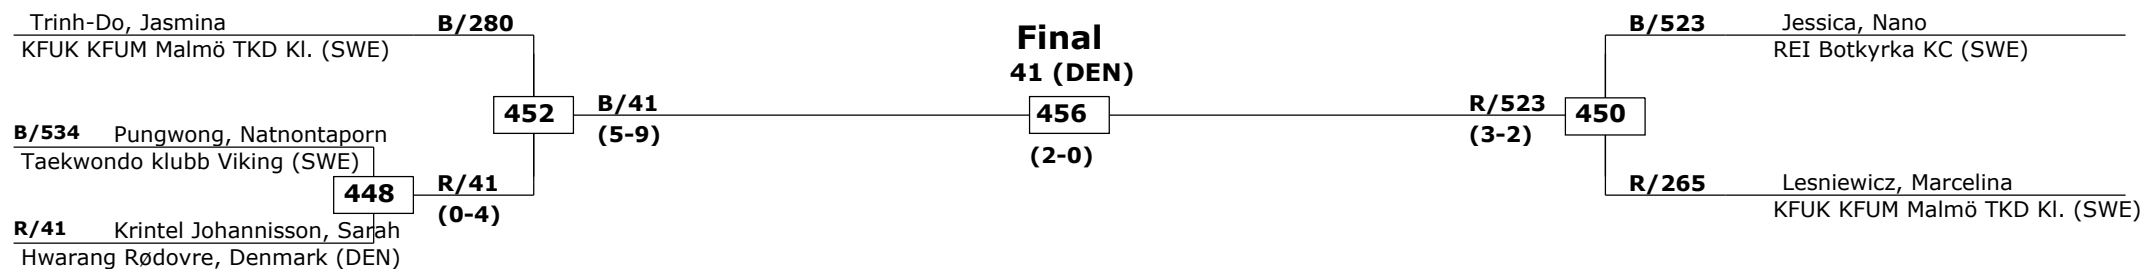 Trinh-Do, Jasmina
B/280
KFUK KFUM Malmö TKD Kl. (SWE)
Final
41 (DEN)
B/523
Jessica, Nano
REI Botkyrka KC (SWE)
452
B/41
(5-9)
456
(2-0)
R/523
(3-2)
450
B/534
Pungwong, Natnontaporn
Taekwondo klubb Viking (SWE)
448
R/41
(0-4)
R/265
Lesniewicz, Marcelina
KFUK KFUM Malmö TKD Kl. (SWE)
R/41
Krintel Johannisson, Sarah
Hwarang Rødovre, Denmark (DEN)